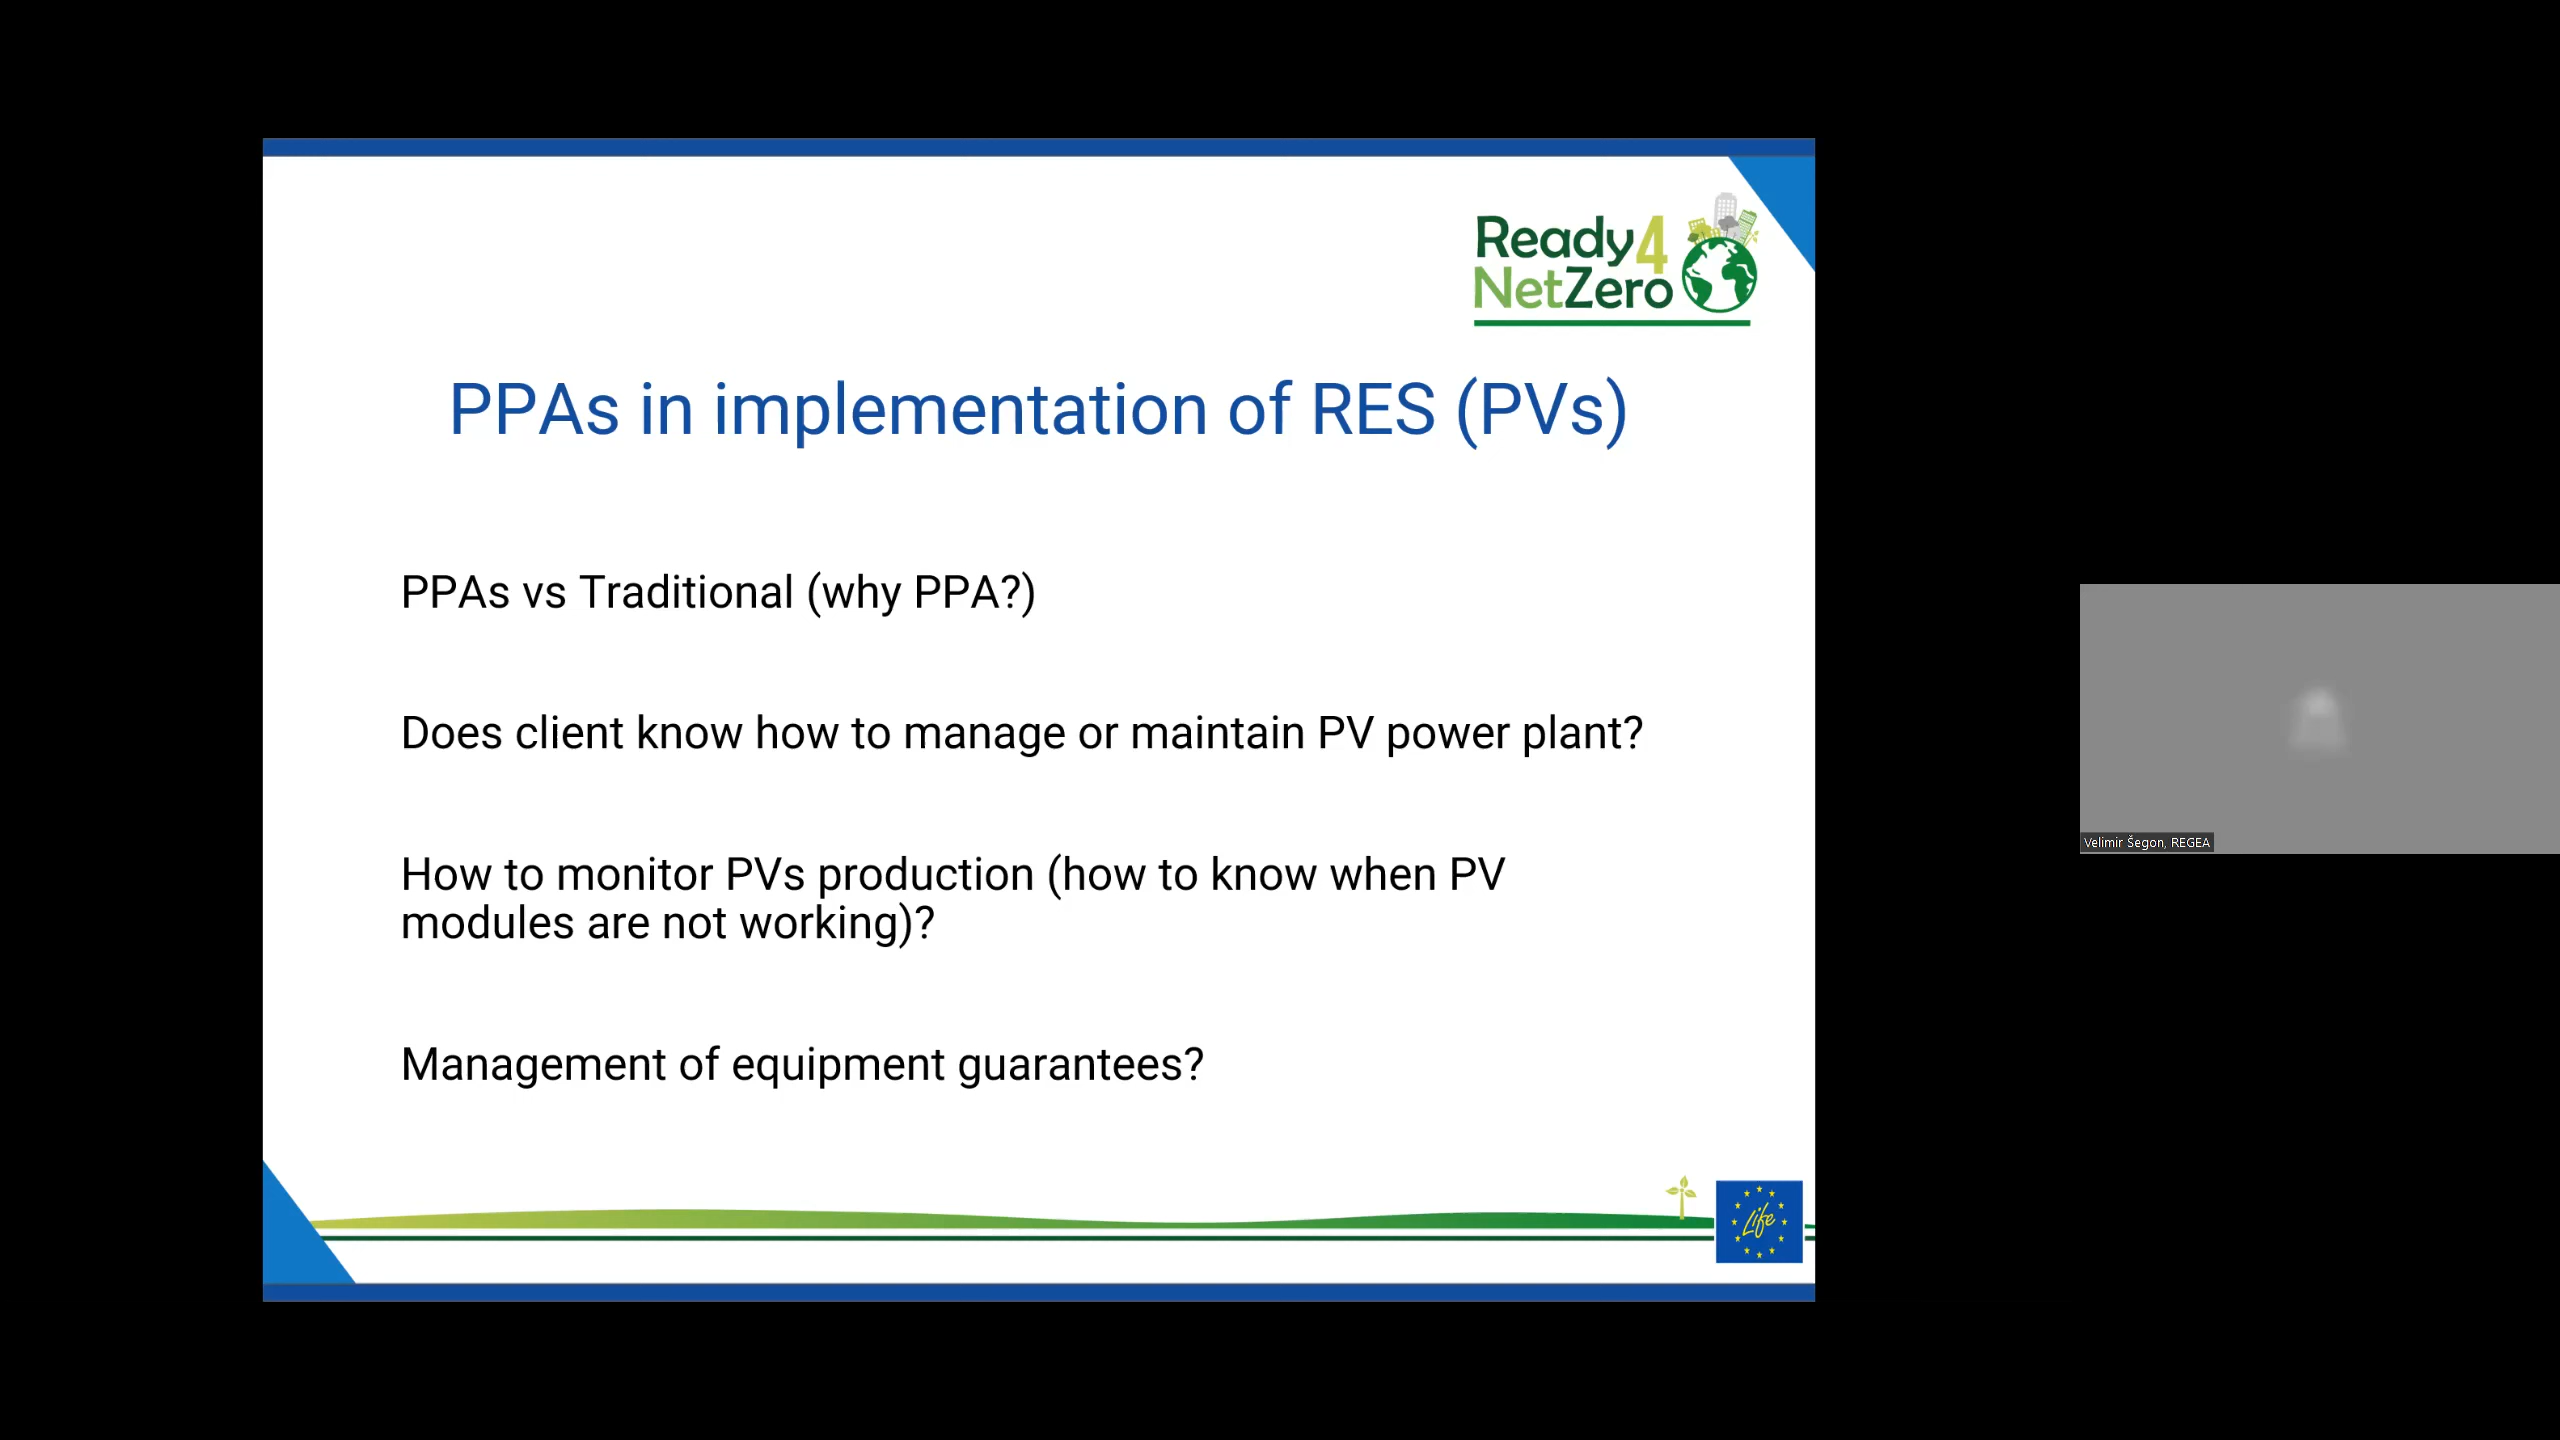 Ready4
NetZero
PPAs in implementation of RES (PVs)
PPAs vs Traditional (why PPA?)
Does client know how to manage or maintain PV power plant?
How to monitor PVs production (how to know when PV
modules are not working)?
Management of equipment guarantees?
Life
Velimir Šegon, REGEA